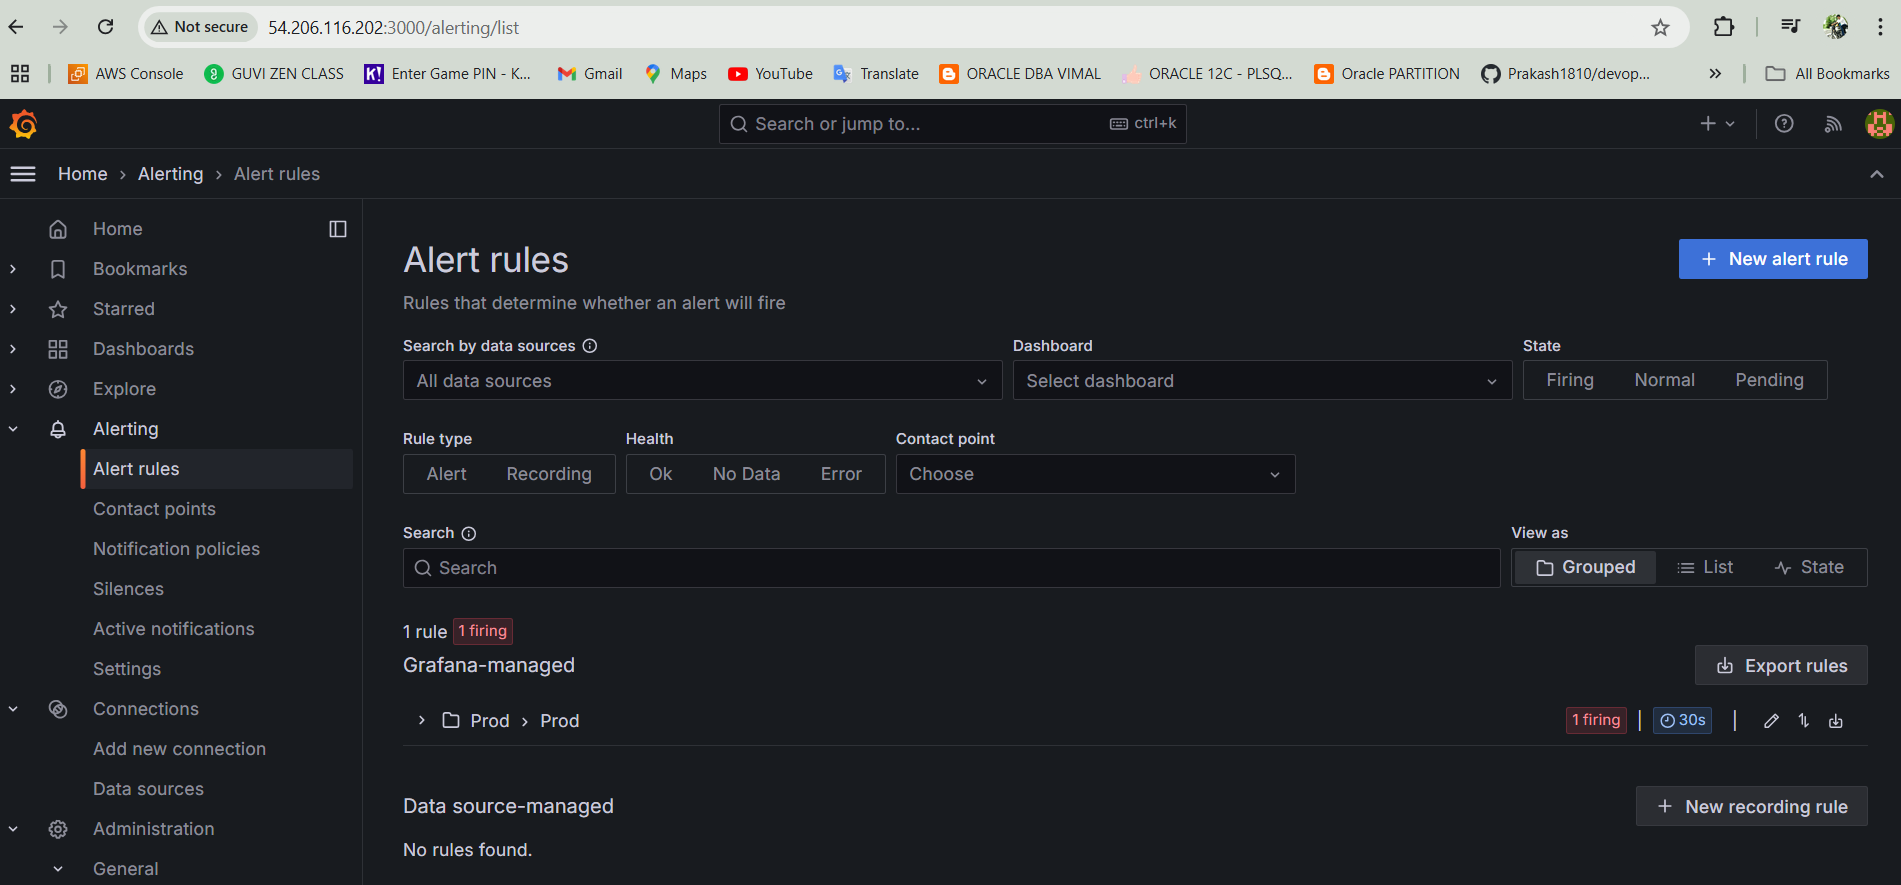 Not secure 54.206.116.202:3000/alerting/list
AWS Console GUVI ZEN CLASS K! Enter Game PIN - K... Gmail Maps YouTube Translate ORACLE DBA VIMAL ORACLE 12C - PLSQ... Oracle PARTITION Prakash1810/devop... » All Bookmarks
Search or jump to... ctrl+k
Home › Alerting › Alert rules
Home
Bookmarks
Starred
Dashboards
Explore
Alerting
Alert rules
Contact points
Notification policies
Silences
Active notifications
Settings
Connections
Add new connection
Data sources
Administration
General
Alert rules
+ New alert rule
Rules that determine whether an alert will fire
Search by data sources Dashboard State
All data sources Select dashboard Firing Normal Pending
Rule type Health Contact point
Alert Recording Ok No Data Error Choose
Search View as
Search Grouped List State
1 rule 1 firing
Grafana-managed Export rules
Prod › Prod 1 firing | 30s |
Data source-managed + New recording rule
No rules found.